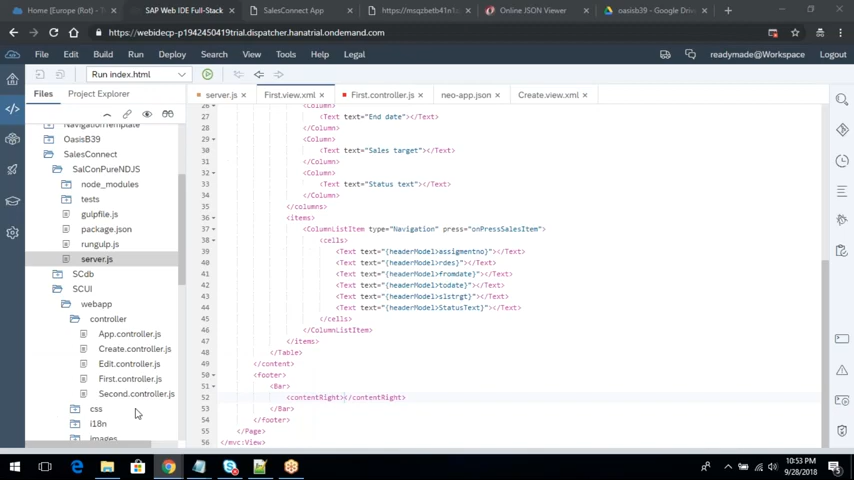 Home [Europe (Rot) - T
SAP Web IDE Full-Stack
SalesConnect App
https://msqzbetb41n1a
Online JSON Viewer
oasisb39 - Google Driv
https://webidecp-p1942450419trial.dispatcher.hanatrial.ondemand.com
File Edit Build Run Deploy Search View Tools Help Legal
readymade@Workspace Logout
Run index.html
Files Project Explorer
server.js
First.view.xml
First.controller.js
neo-app.json
Create.view.xml
NavigationTemplate
OasisB39
SalesConnect
SalConPureNDJS
node_modules
tests
gulpfile.js
package.json
rungulp.js
server.js
SCdb
SCUI
webapp
controller
App.controller.js
Create.controller.js
Edit.controller.js
First.controller.js
Second.controller.js
css
i18n
images
26 <Column>
27 <Text text="End date"></Text>
28 </Column>
29 <Column>
30 <Text text="Sales target"></Text>
31 </Column>
32 <Column>
33 <Text text="Status text"></Text>
34 </Column>
35 </columns>
36 <items>
37 <ColumnListItem type="Navigation" press="onPressSalesItem">
38 <cells>
39 <Text text="{headerModel>assigmentno}"></Text>
40 <Text text="{headerModel>rdes}"></Text>
41 <Text text="{headerModel>fromdate}"></Text>
42 <Text text="{headerModel>todate}"></Text>
43 <Text text="{headerModel>slstrgt}"></Text>
44 <Text text="{headerModel>StatusText}"></Text>
45 </cells>
46 </ColumnListItem>
47 </items>
48 </Table>
49 </content>
50 <footer>
51 <Bar>
52 <contentRight></contentRight>
53 </Bar>
54 </footer>
55 </Page>
56 </mvc:View>
10:53 PM
9/28/2018